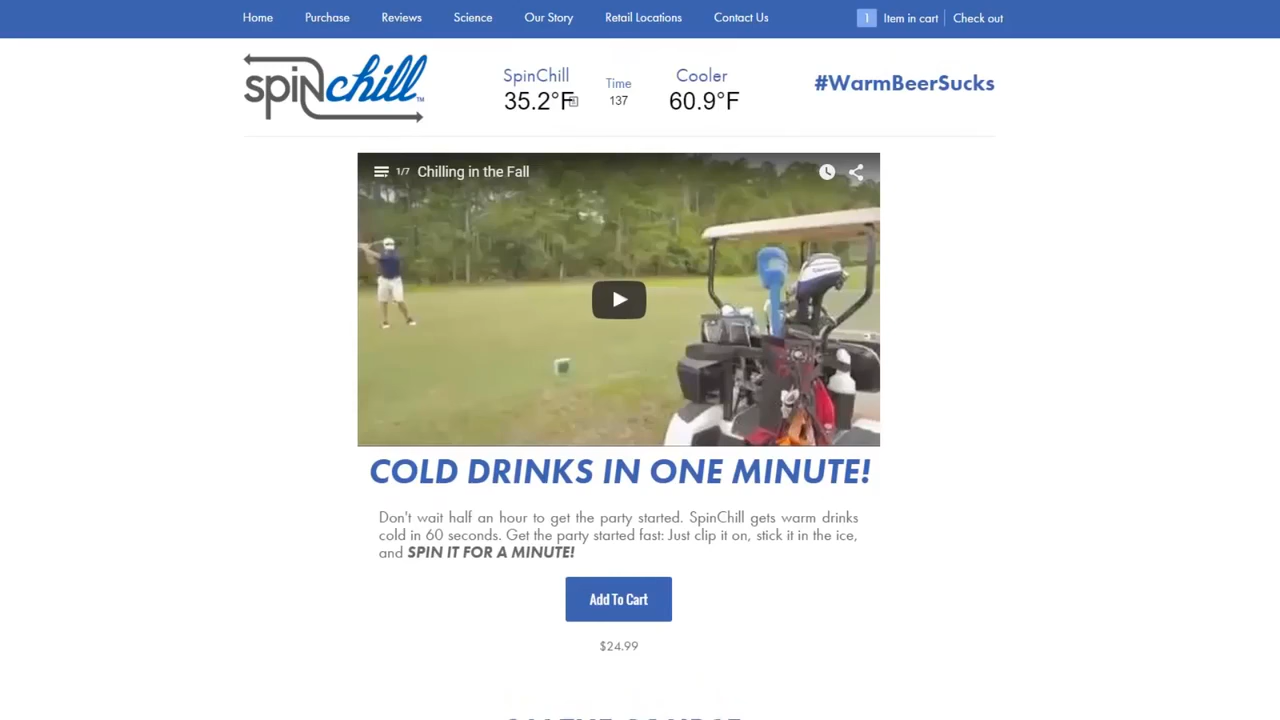 Home Purchase Reviews Science Our Story Retail Locations Contact Us 1 Item in cart Check out
spinchill™
SpinChill Time Cooler
35.2°F 137 60.9°F
#WarmBeerSucks
1/7 Chilling in the Fall
COLD DRINKS IN ONE MINUTE!
Don't wait half an hour to get the party started. SpinChill gets warm drinks
cold in 60 seconds. Get the party started fast: Just clip it on, stick it in the ice,
and SPIN IT FOR A MINUTE!
Add To Cart
$24.99